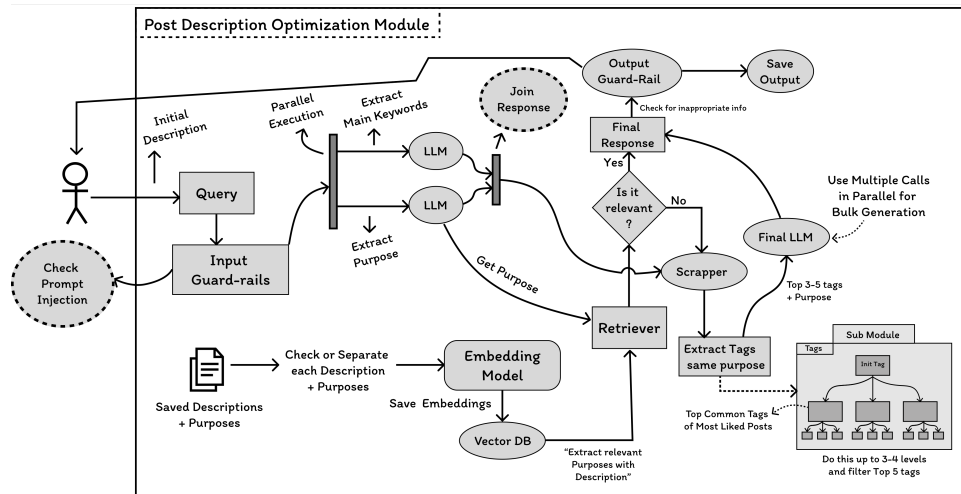 Post Description Optimization Module
Initial
Description
Query
Input
Guard-rails
Check
Prompt
Injection
Parallel
Execution
Extract
Main Keywords
LLM
LLM
Extract
Purpose
Join
Response
Get Purpose
Output
Guard-Rail
Save
Output
Check for inappropriate info
Final
Response
Yes
Is it
relevant
?
No
Scrapper
Retriever
Final LLM
Use Multiple Calls
in Parallel for
Bulk Generation
Top 3-5 tags
+ Purpose
Extract Tags
same purpose
Saved Descriptions
+ Purposes
Check or Separate
each Description
+ Purposes
Embedding
Model
Save Embeddings
Vector DB
"Extract relevant
Purposes with
Description"
Sub Module
Tags
Init Tag
Top Common Tags
of Most Liked Posts
Do this up to 3-4 levels
and filter Top 5 tags